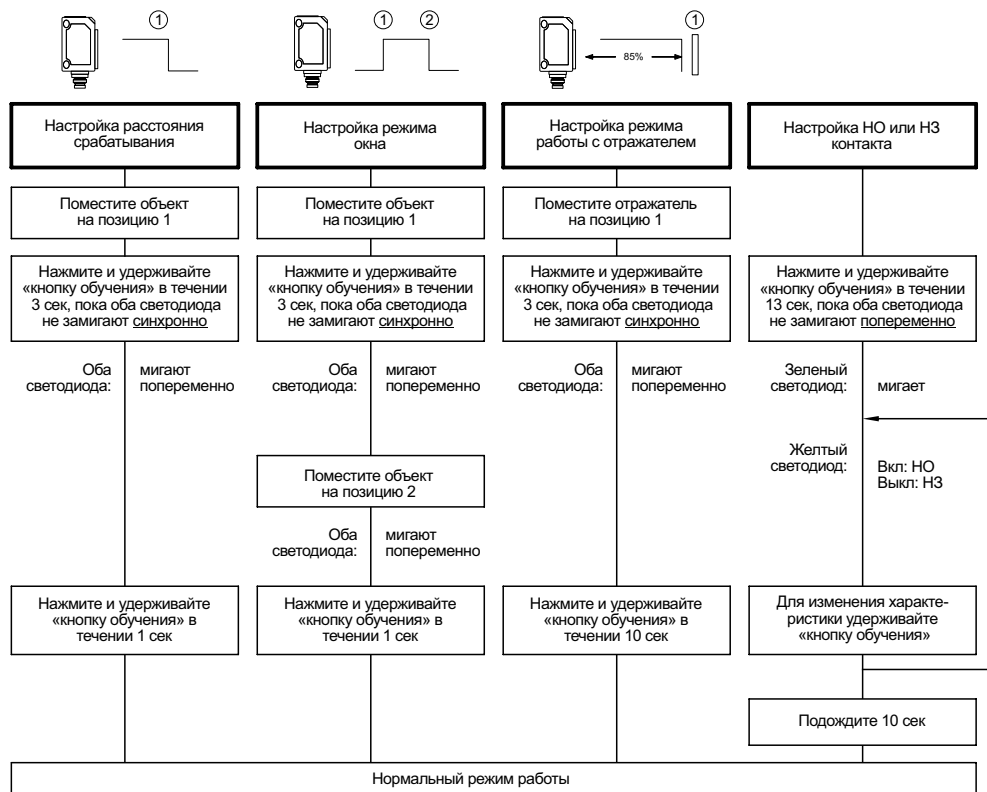 1
1
2
1
85%
Настройка расстояния
срабатывания
Поместите объект
на позицию 1
Нажмите и удерживайте
«кнопку обучения» в течении
3 сек, пока оба светодиода
не замигают синхронно
Оба
светодиода:
мигают
попеременно
Нажмите и удерживайте
«кнопку обучения» в
течении 1 сек
Настройка режима
окна
Поместите объект
на позицию 1
Нажмите и удерживайте
«кнопку обучения» в течении
3 сек, пока оба светодиода
не замигают синхронно
Оба
светодиода:
мигают
попеременно
Поместите объект
на позицию 2
Оба
светодиода:
мигают
попеременно
Нажмите и удерживайте
«кнопку обучения» в
течении 1 сек
Настройка режима
работы с отражателем
Поместите отражатель
на позицию 1
Нажмите и удерживайте
«кнопку обучения» в течении
3 сек, пока оба светодиода
не замигают синхронно
Оба
светодиода:
мигают
попеременно
Нажмите и удерживайте
«кнопку обучения» в
течении 10 сек
Настройка НО или НЗ
контакта
Нажмите и удерживайте
«кнопку обучения» в течении
13 сек, пока оба светодиода
не замигают попеременно
Зеленый
светодиод:
мигает
Желтый
светодиод:
Вкл: НО
Выкл: НЗ
Для изменения характе-
ристики удерживайте
«кнопку обучения»
Подождите 10 сек
Нормальный режим работы